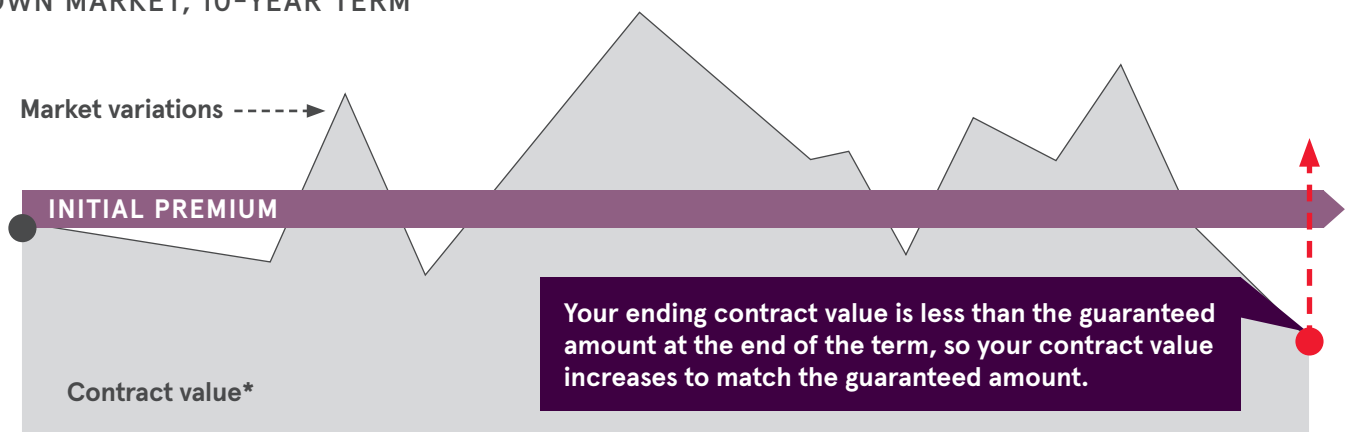 OWN MARKET, 10-YEAR TERM
Market variations
INITIAL PREMIUM
Your ending contract value is less than the guaranteed
amount at the end of the term, so your contract value
increases to match the guaranteed amount.
Contract value*